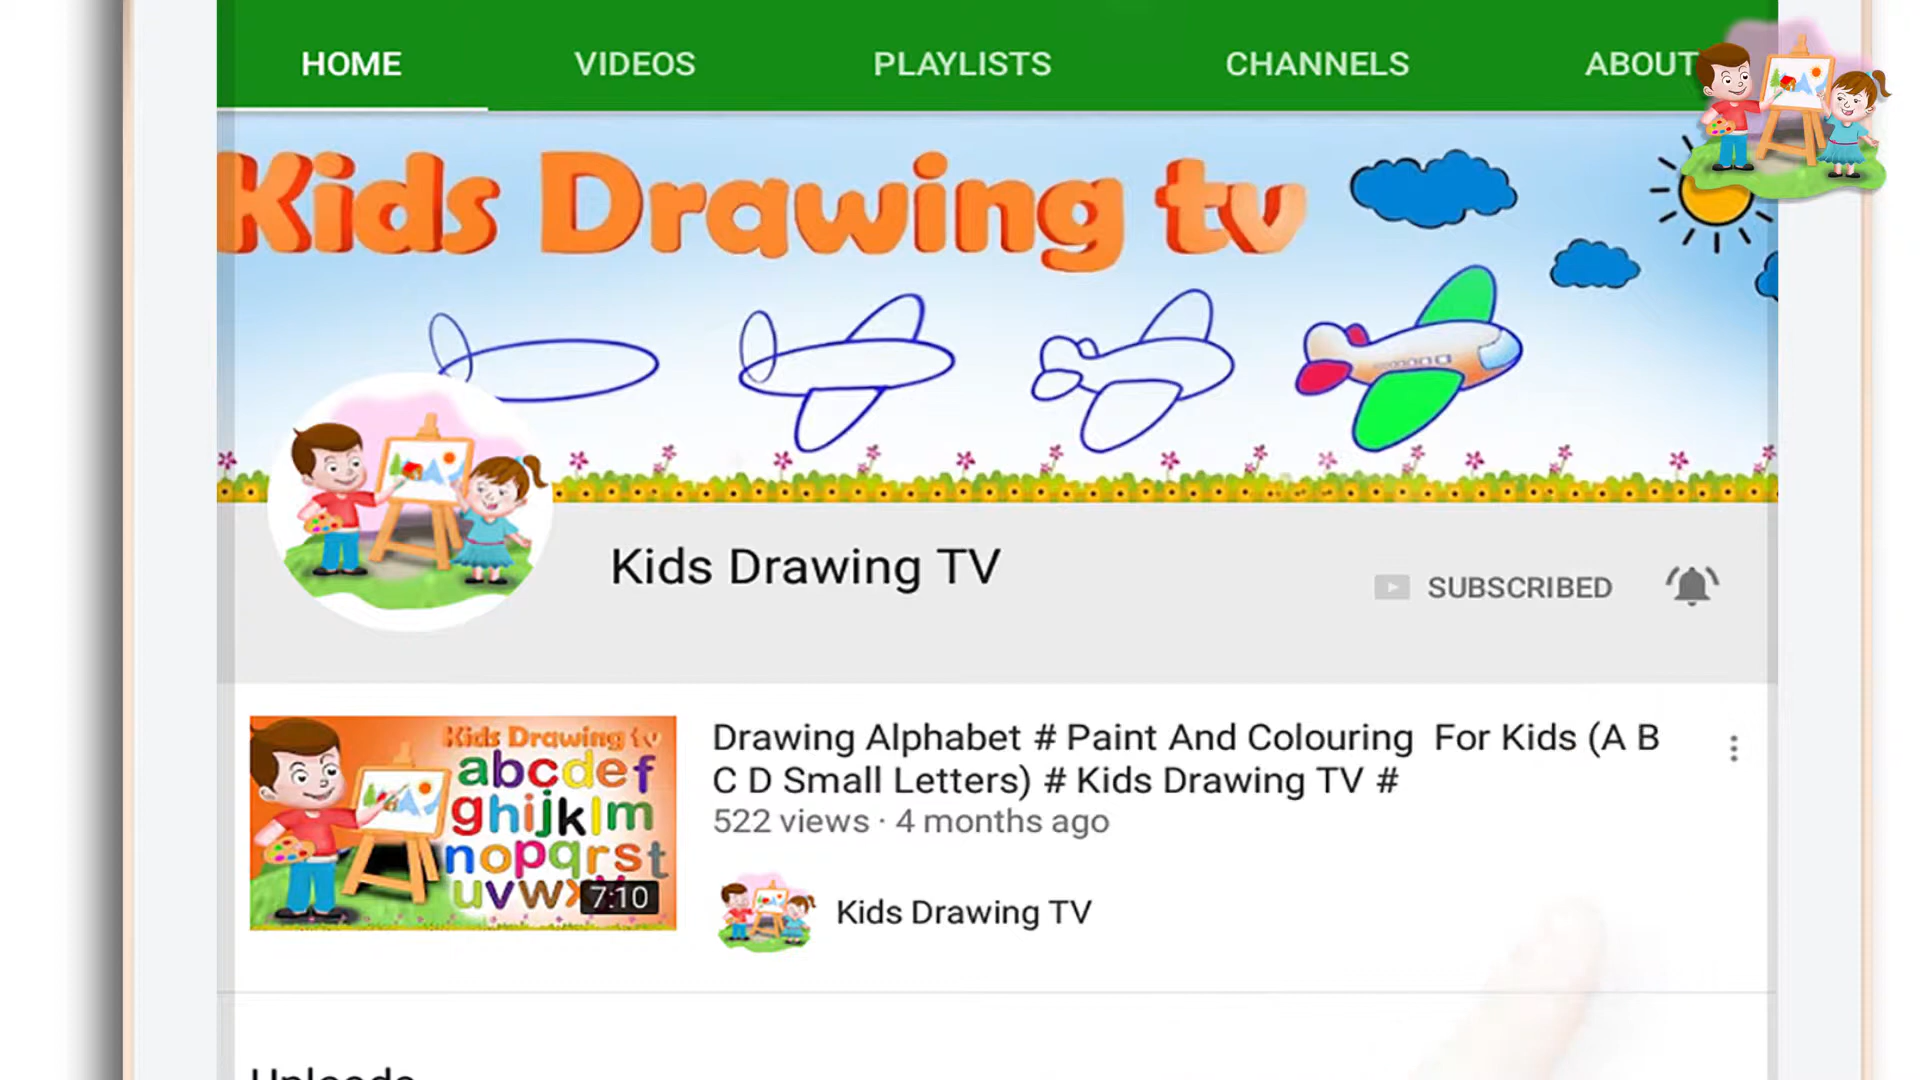 HOME VIDEOS PLAYLISTS CHANNELS ABOUT
Kids Drawing tv
Kids Drawing TV
SUBSCRIBED
Kids Drawing tv
abcdef
ghijklm
nopqrst
uvwx
7:10
Drawing Alphabet # Paint And Colouring For Kids (A B
C D Small Letters) # Kids Drawing TV #
522 views · 4 months ago
Kids Drawing TV
Uploads